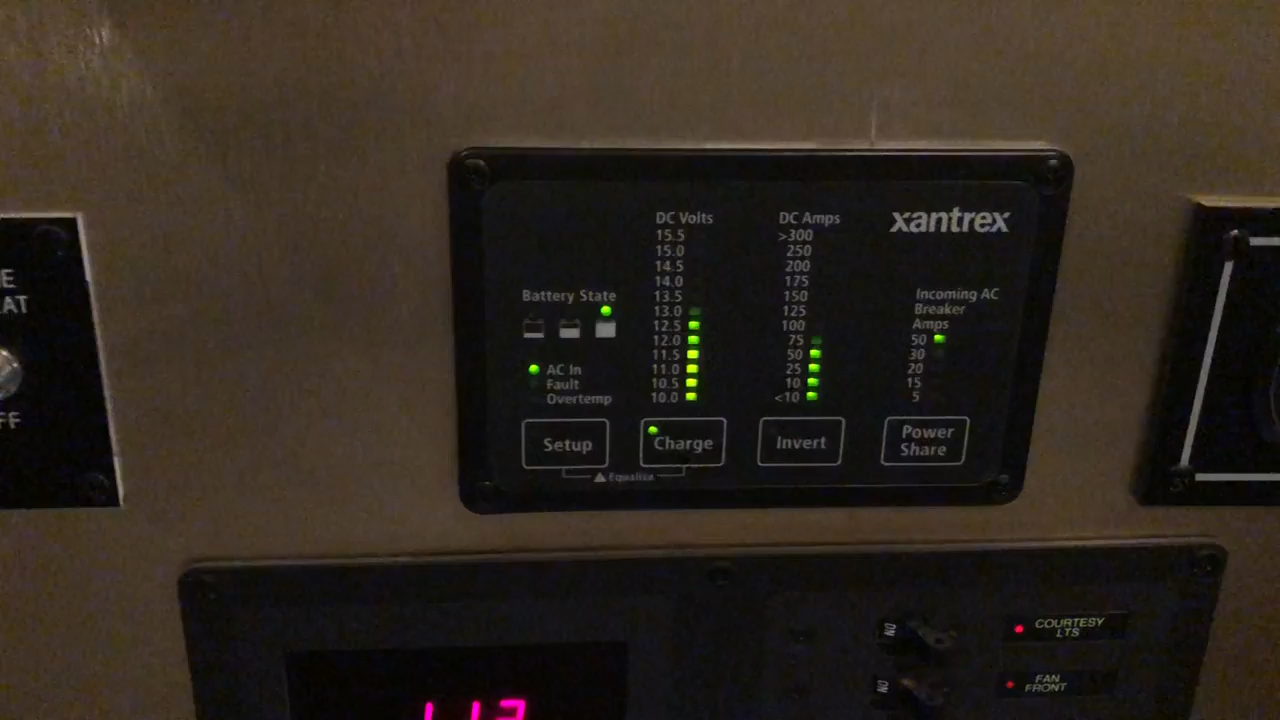 E
AT
FF
xantrex
DC Volts
15.5
15.0
14.5
14.0
13.5
13.0
12.5
12.0
11.5
11.0
10.5
10.0
DC Amps
>300
250
200
175
150
125
100
75
50
25
10
<10
Battery State
AC In
Fault
Overtemp
Incoming AC
Breaker
Amps
50
30
20
15
5
Setup
Charge
Invert
Power
Share
Equalize
ON
COURTESY
LTS
ON
FAN
FRONT